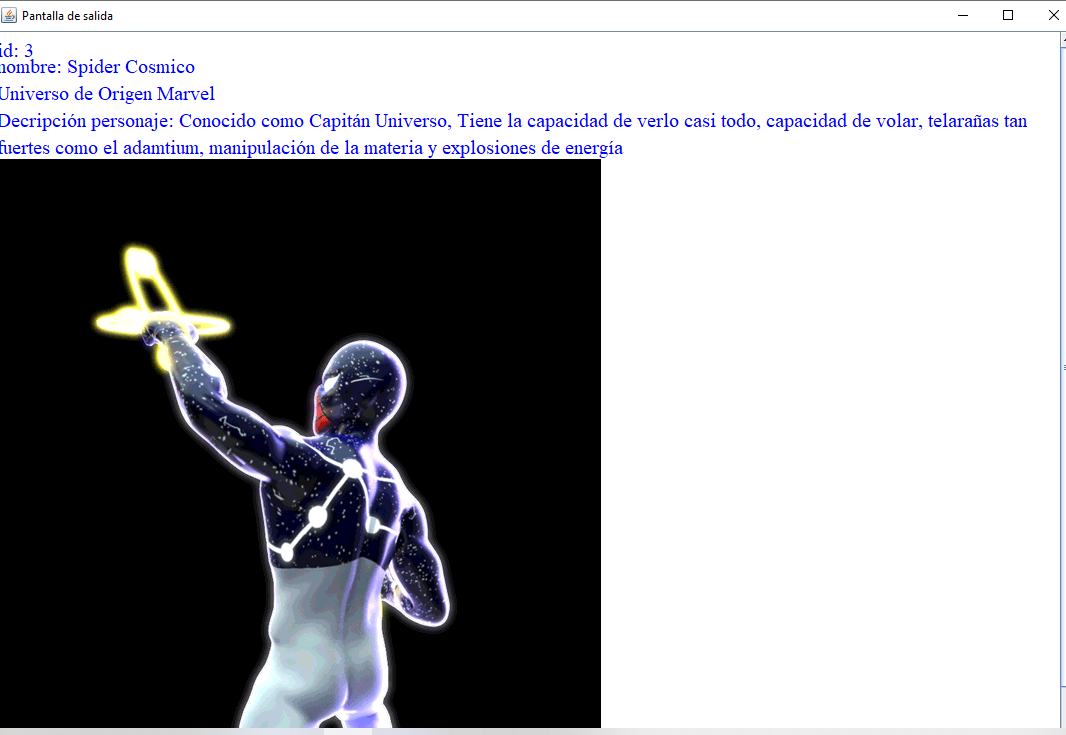 Pantalla de salida
id: 3
nombre: Spider Cosmico
Universo de Origen Marvel
Decripción personaje: Conocido como Capitán Universo, Tiene la capacidad de verlo casi todo, capacidad de volar, telarañas tan
fuertes como el adamtium, manipulación de la materia y explosiones de energía